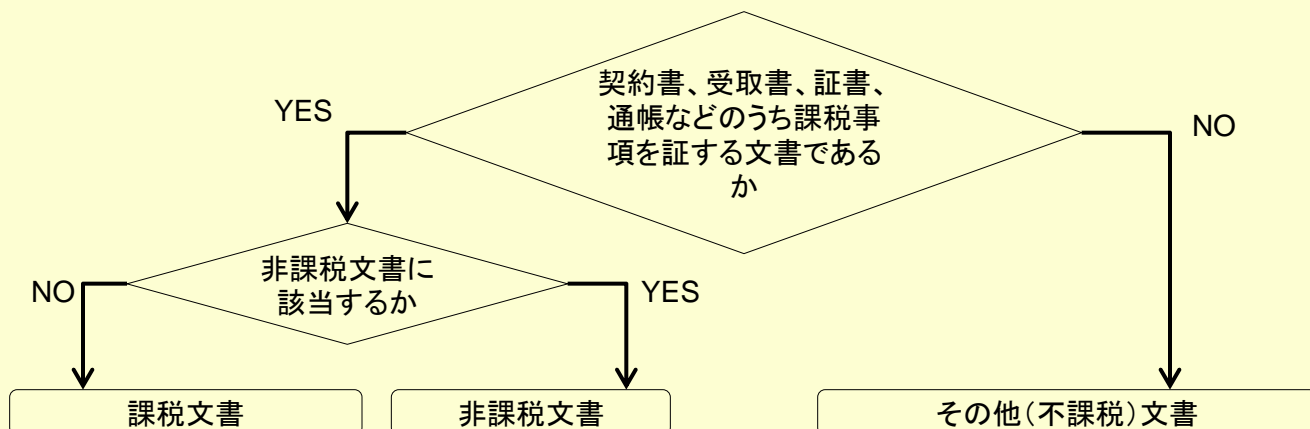 契約書、受取書、証書、
通帳などのうち課税事
項を証する文書である
か
YES
NO
非課税文書に
該当するか
NO
YES
課税文書
非課税文書
その他(不課税)文書